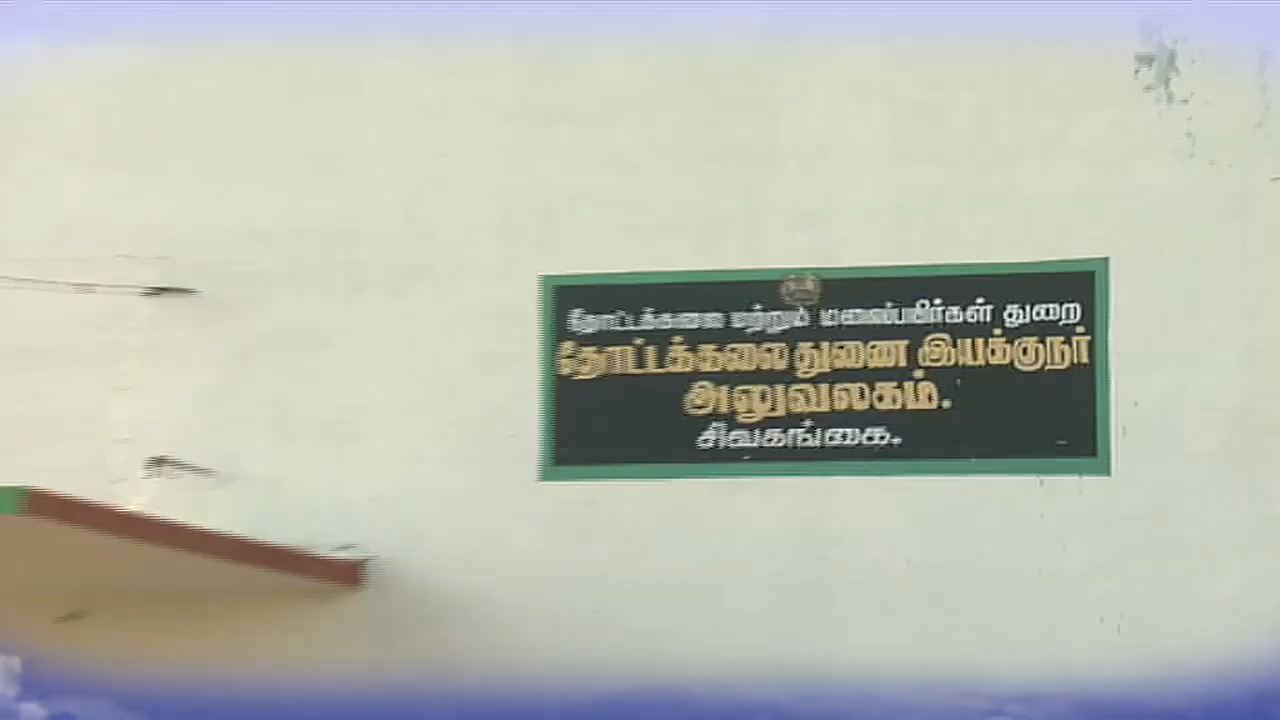 தோட்டக்கலை மற்றும் மலைப்பயிர்கள் துறை
தோட்டக்கலை துணை இயக்குநர்
அலுவலகம்.
சிவகங்கை.